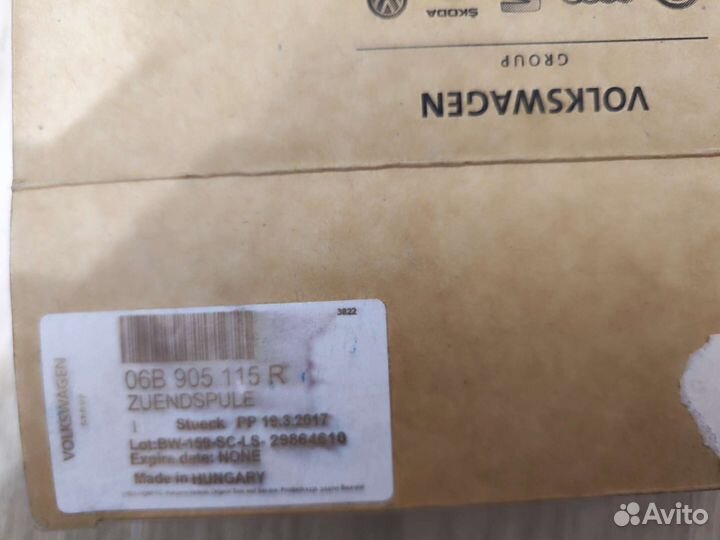 ŠKODA
VOLKSWAGEN
GROUP
3822
06B 905 115 R
ZUENDSPULE
1 Stueck PP 19.3.2017
Lot:BW-159-SC-LS- 29864610
Expire date: NONE
Made in HUNGARY
VOLKSWAGEN
Avito